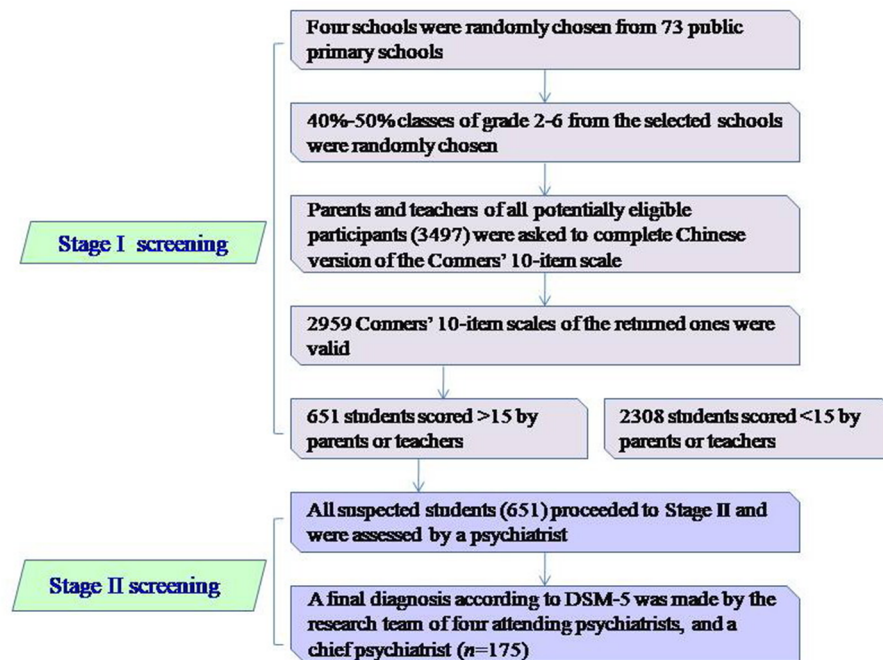 Four schools were randomly chosen from 73 public
primary schools
40%-50% classes of grade 2-6 from the selected schools
were randomly chosen
Parents and teachers of all potentially eligible
participants (3497) were asked to complete Chinese
version of the Conners’ 10-item scale
Stage I screening
2959 Conners’ 10-item scales of the returned ones were
valid
651 students scored >15 by
parents or teachers
2308 students scored <15 by
parents or teachers
All suspected students (651) proceeded to Stage II and
were assessed by a psychiatrist
Stage II screening
A final diagnosis according to DSM-5 was made by the
research team of four attending psychiatrists, and a
chief psychiatrist (n=175)